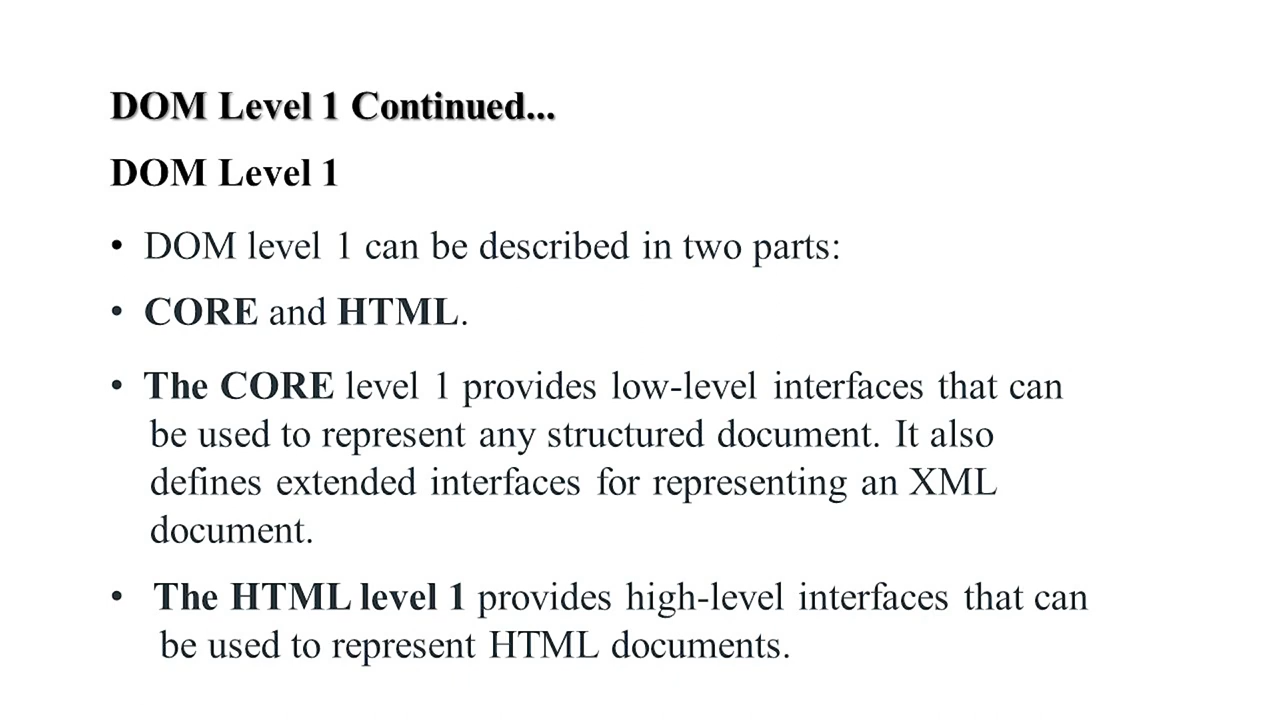 DOM Level 1 Continued...
DOM Level 1
• DOM level 1 can be described in two parts:
• CORE and HTML.
• The CORE level 1 provides low-level interfaces that can
be used to represent any structured document. It also
defines extended interfaces for representing an XML
document.
• The HTML level 1 provides high-level interfaces that can
be used to represent HTML documents.